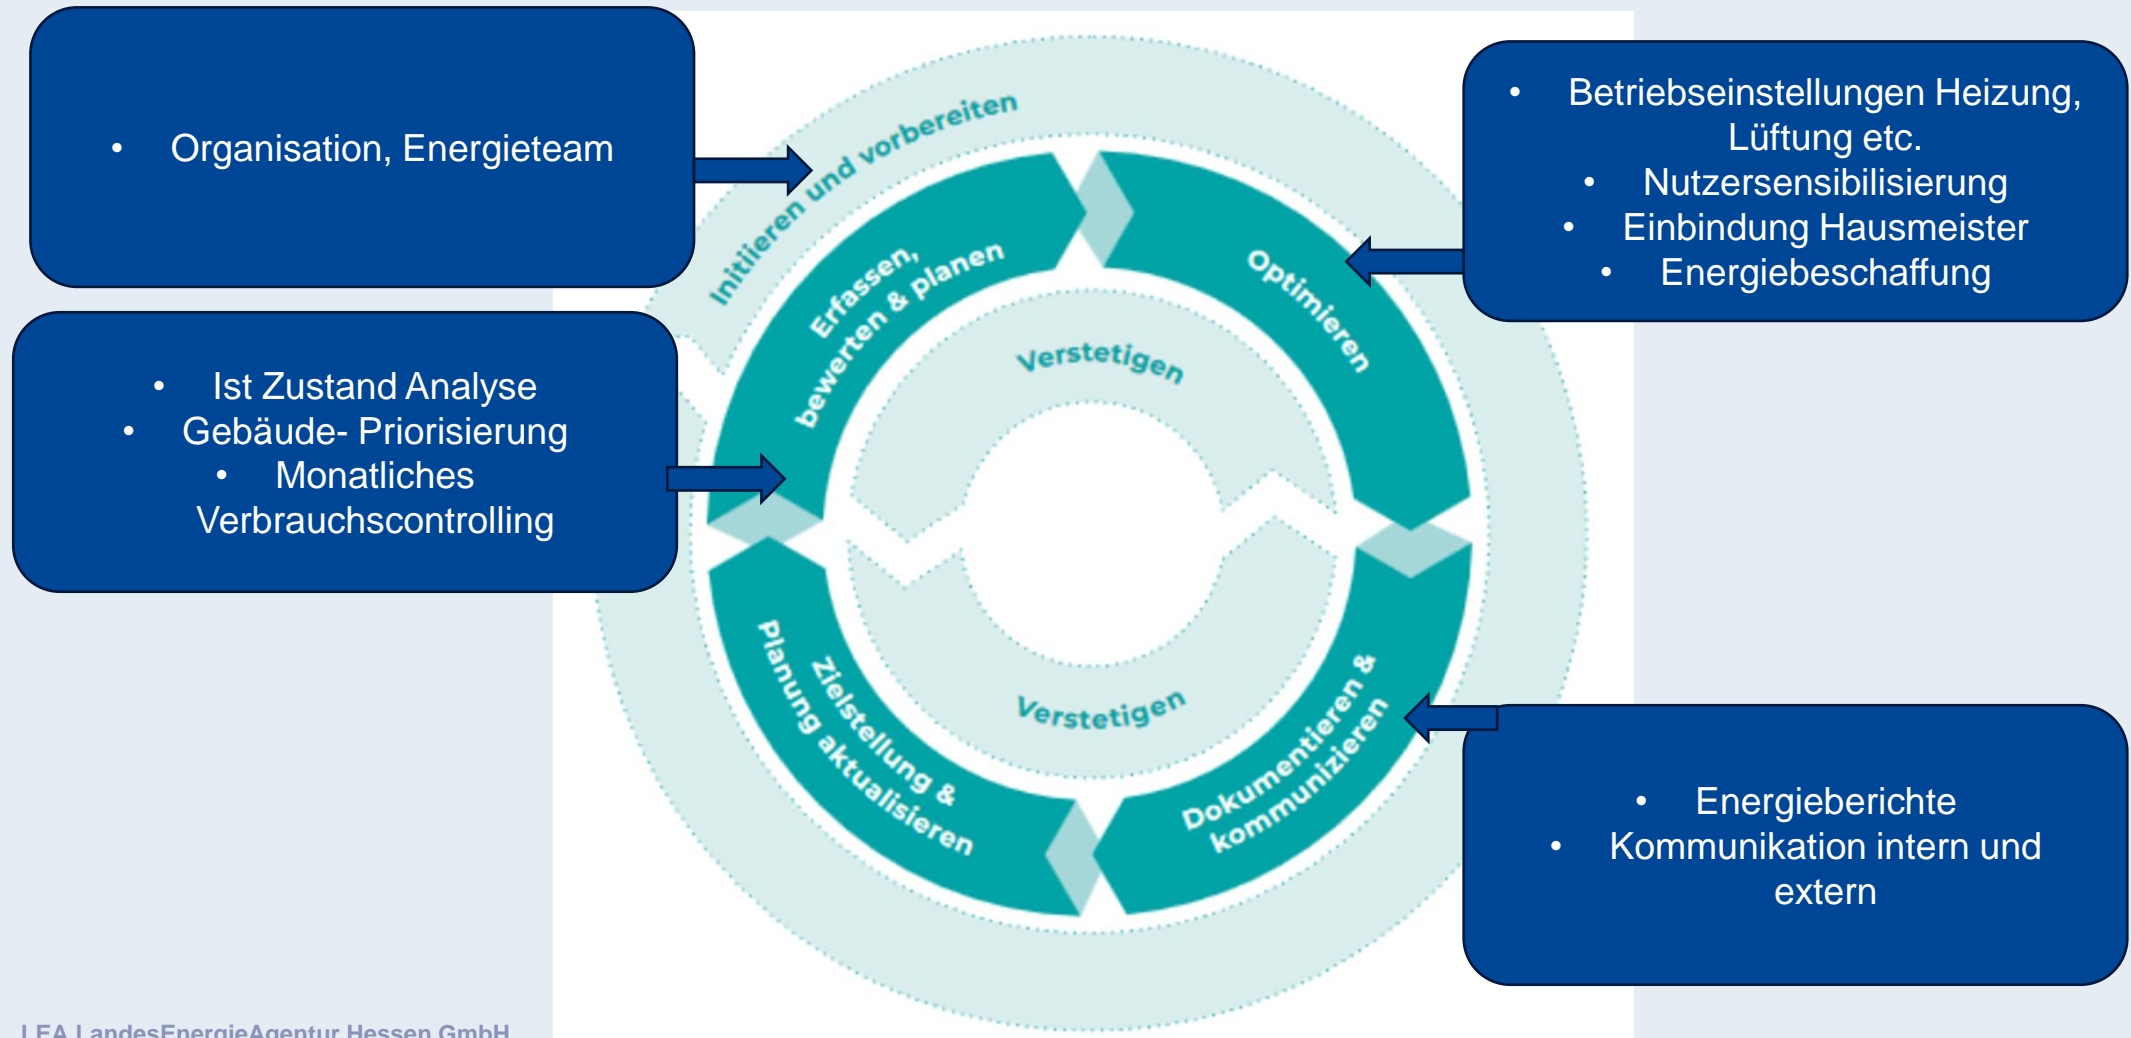 • Organisation, Energieteam
• Ist Zustand Analyse
• Gebäude- Priorisierung
• Monatliches
Verbrauchscontrolling
Initiieren und vorbereiten
Erfassen,
bewerten & planen
Optimieren
Verstetigen
Verstetigen
Zielstellung &
Planung aktualisieren
Dokumentieren &
kommunizieren
• Betriebseinstellungen Heizung,
Lüftung etc.
• Nutzersensibilisierung
• Einbindung Hausmeister
• Energiebeschaffung
• Energieberichte
• Kommunikation intern und
extern
LEA LandesEnergieAgentur Hessen GmbH